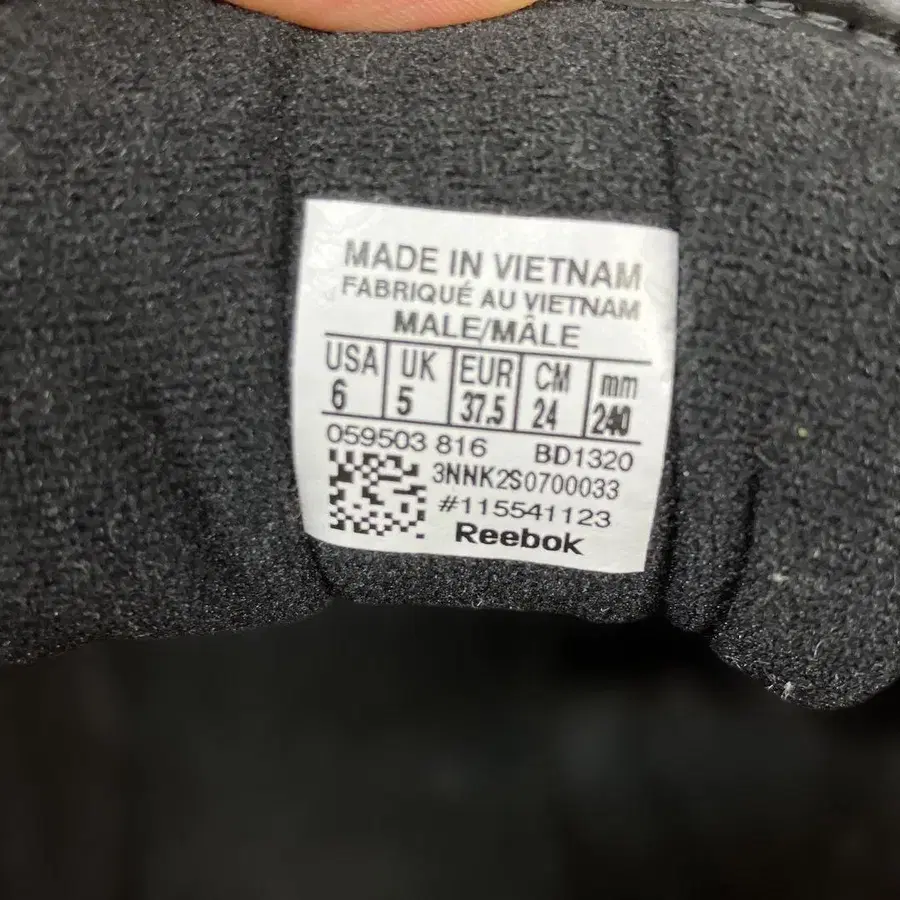 MADE IN VIETNAM
FABRIQUÉ AU VIETNAM
MALE/MÂLE
USA UK EUR CM mm
6 5 37.5 24 240
059503 816 BD1320
3NNK2S0700033
#115541123
Reebok